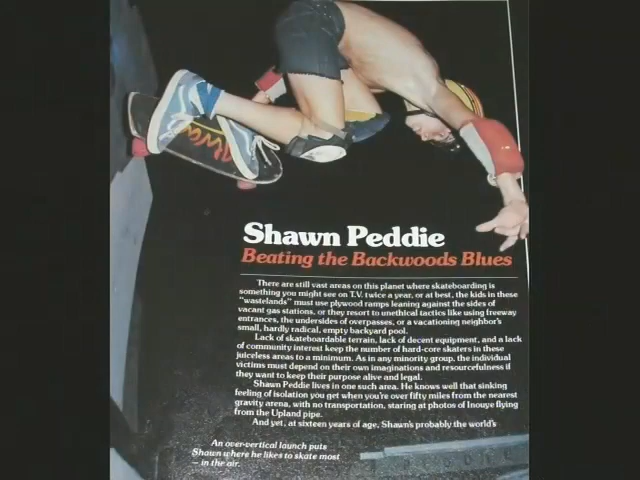 Shawn Peddie
Beating the Backwoods Blues
There are still vast areas on this planet where skateboarding is
something you might see on T.V. twice a year, or at best, the kids in these
"wastelands" must use plywood ramps leaning against the sides of
vacant gas stations, or they resort to unethical tactics like using freeway
entrances, the undersides of overpasses, or a vacationing neighbor's
small, hardly radical, empty backyard pool.
Lack of skateboardable terrain, lack of decent equipment, and a lack
of community interest keep the number of hard-core skaters in these
juiceless areas to a minimum. As in any minority group, the individual
victims must depend on their own imaginations and resourcefulness if
they want to keep their purpose alive and legal.
Shawn Peddie lives in one such area. He knows well that sinking
feeling of isolation you get when you're over fifty miles from the nearest
gravity arena, with no transportation, staring at photos of Inouye flying
from the Upland pipe.
And yet, at sixteen years of age, Shawn's probably the world's
An over-vertical launch puts
Shawn where he likes to skate most
– in the air.